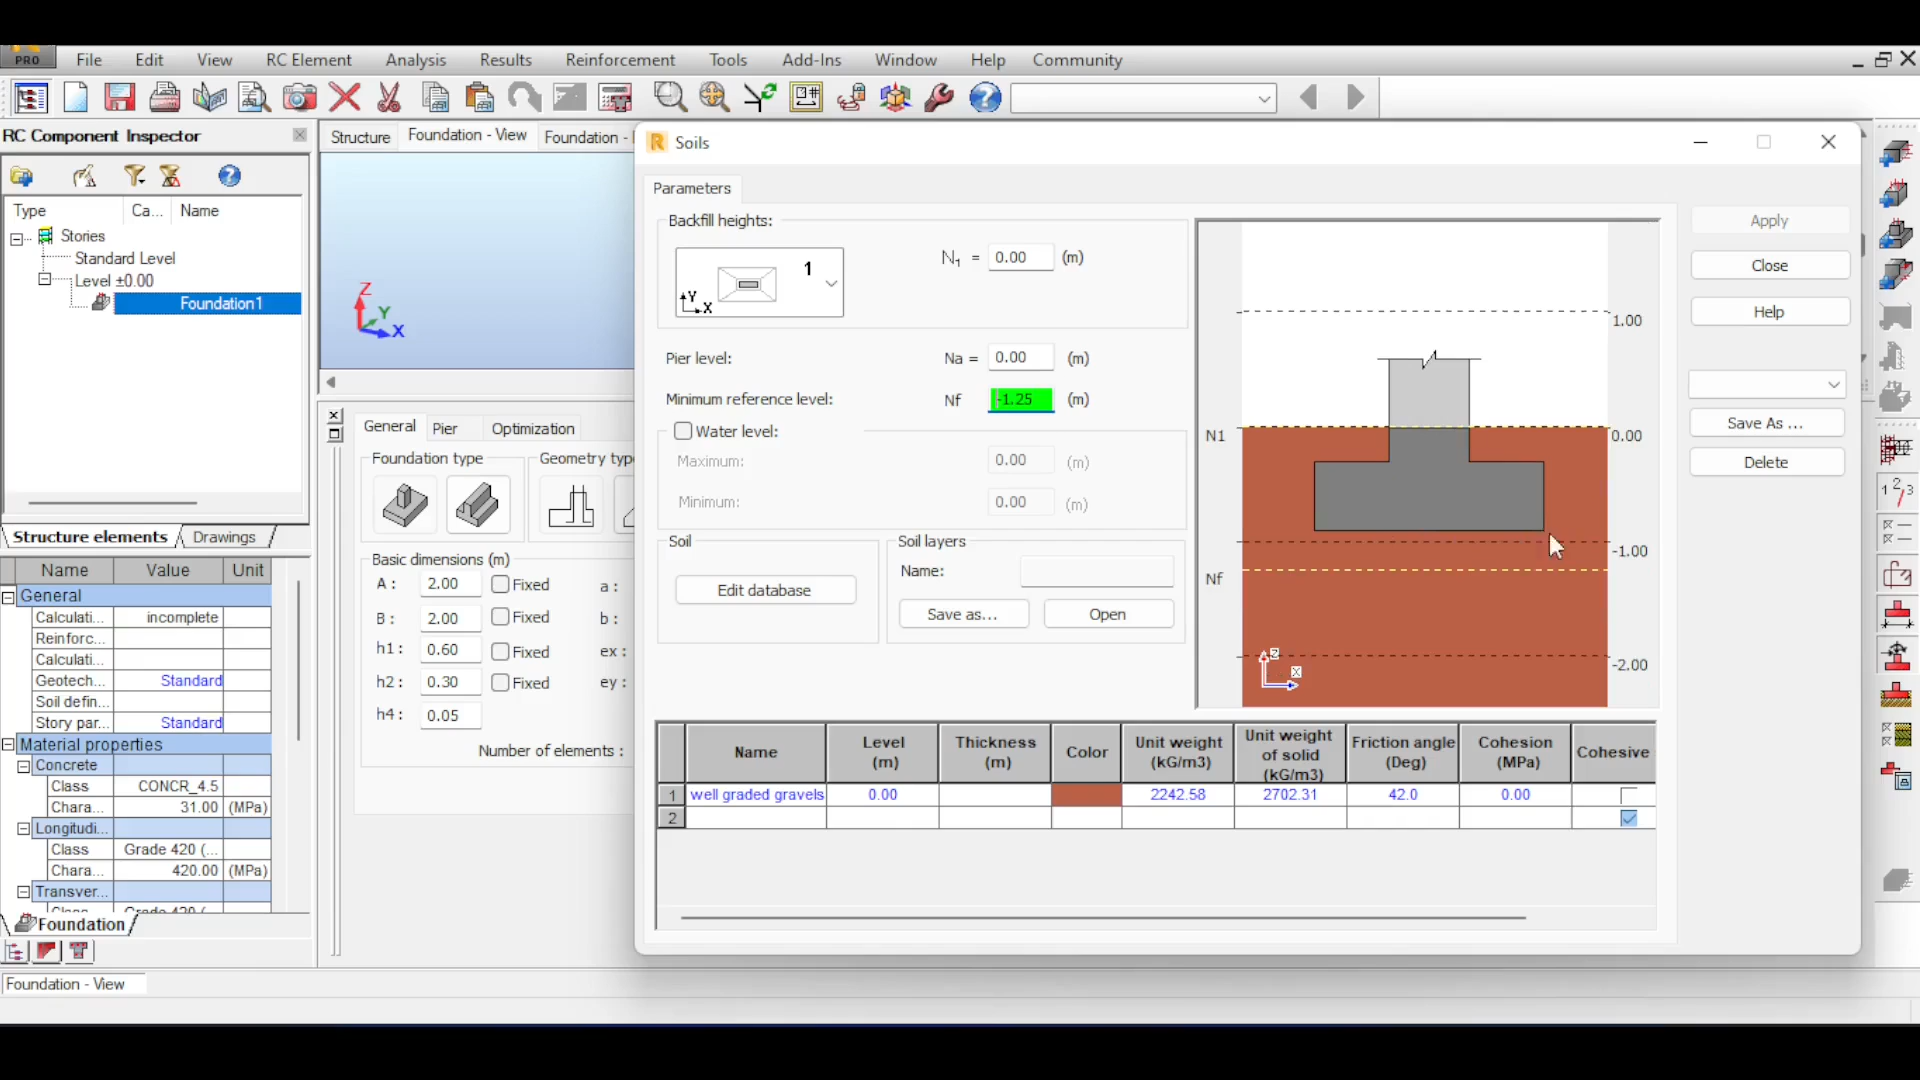 PRO
File Edit View RC Element Analysis Results Reinforcement Tools Add-Ins Window Help Community
RC Component Inspector
Type Ca... Name
Stories
Standard Level
Level ±0.00
Foundation1
Structure elements
Drawings
Name Value Unit
General
Calculati... incomplete
Reinforc...
Calculati...
Geotech... Standard
Soil defin...
Story par... Standard
Material properties
Concrete
Class CONCR_4.5
Chara... 31.00 (MPa)
Longitudi...
Class Grade 420 (...
Chara... 420.00 (MPa)
Transver...
Class Grade 420 (
Foundation
Foundation - View
Structure
Foundation - View
Foundation -
Z
Y
X
General
Pier
Optimization
Foundation type
Geometry type
Basic dimensions (m)
A : 2.00 Fixed a :
B : 2.00 Fixed b :
h1 : 0.60 Fixed ex :
h2 : 0.30 Fixed ey :
h4 : 0.05
Number of elements :
Soils
Parameters
Backfill heights:
1
Y
X
N1 = 0.00 (m)
Pier level: Na = 0.00 (m)
Minimum reference level: Nf -1.25 (m)
Water level:
Maximum: 0.00 (m)
Minimum: 0.00 (m)
Soil
Edit database
Soil layers
Name:
Save as...
Open
1.00
N1 0.00
-1.00
Nf
-2.00
Z
X
Apply
Close
Help
Save As ...
Delete
Name Level (m) Thickness (m) Color Unit weight (kG/m3) Unit weight of solid (kG/m3) Friction angle (Deg) Cohesion (MPa) Cohesive
1 well graded gravels 0.00 2242.58 2702.31 42.0 0.00
2